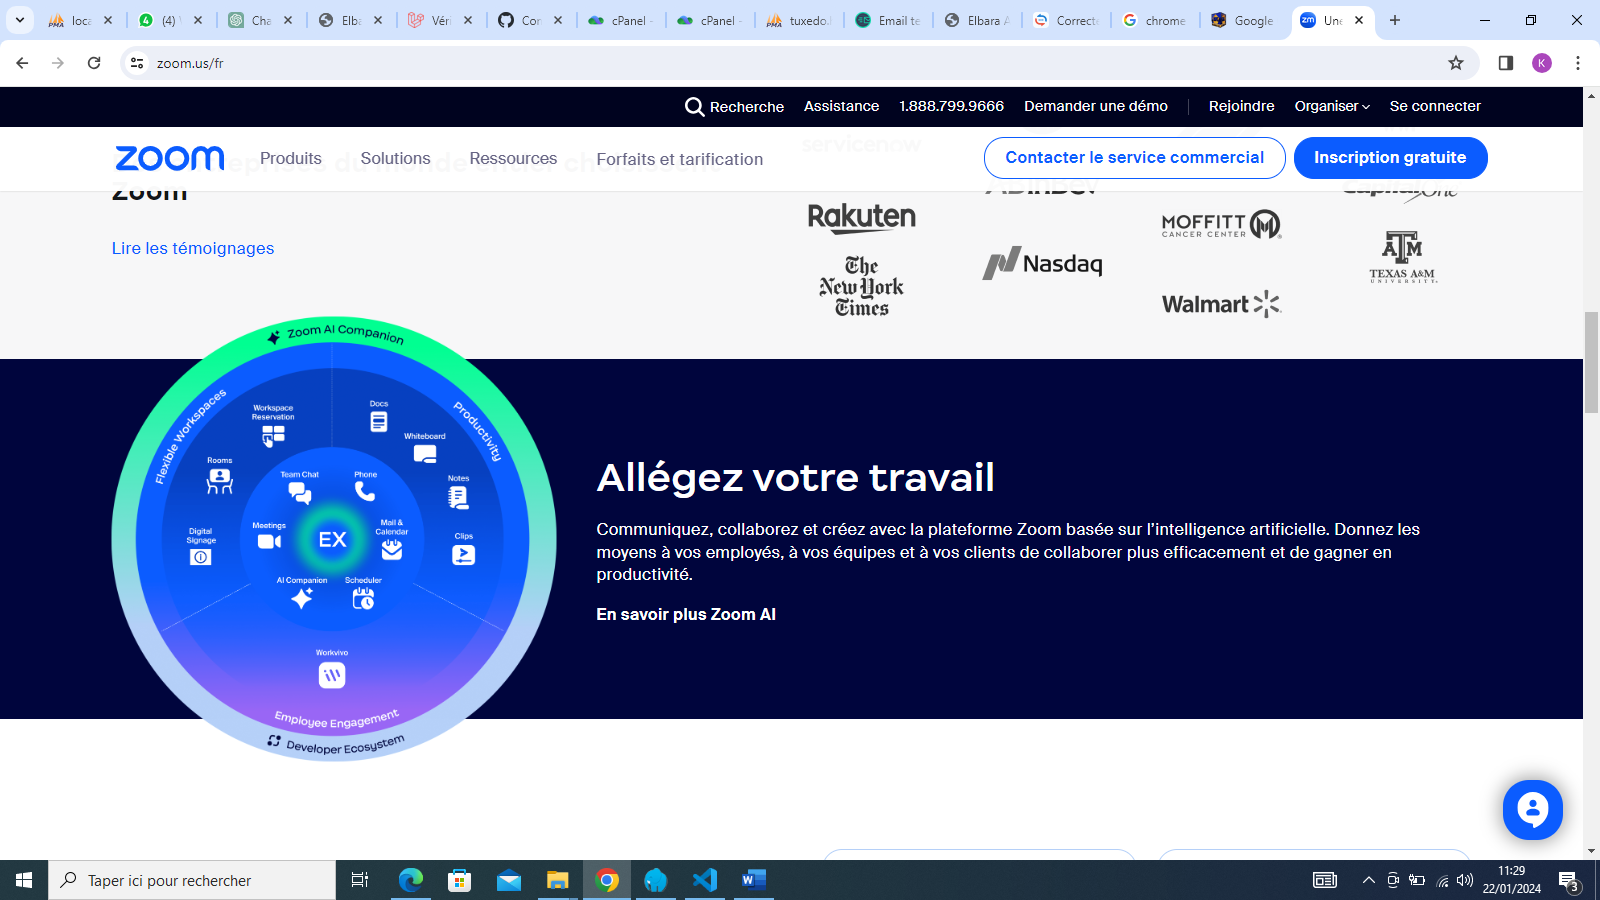 loca
(4)
Cha
Elba
Véri
Cor
cPanel -
cPanel -
tuxedo.
Email te
Elbara A
Correct
chrome
Google
Une
zoom.us/fr
K
Recherche
Assistance
1.888.799.9666
Demander une démo
Rejoindre
Organiser
Se connecter
zoom
Produits
Solutions
Ressources
Forfaits et tarification
Contacter le service commercial
Inscription gratuite
servicenow
Zoom
Lire les témoignages
Rakuten
The
New York
Times
ABInBev
Nasdaq
MOFFITT
CANCER CENTER
Walmart
Capital One
TEXAS A&M
UNIVERSITY
Zoom AI Companion
Flexible Workspaces
Productivity
Workspace
Reservation
Docs
Whiteboard
Rooms
Team Chat
Phone
Notes
Digital
Signage
Meetings
EX
Mail &
Calendar
Clips
AI Companion
Scheduler
Workvivo
Employee Engagement
Developer Ecosystem
Allégez votre travail
Communiquez, collaborez et créez avec la plateforme Zoom basée sur l’intelligence artificielle. Donnez les
moyens à vos employés, à vos équipes et à vos clients de collaborer plus efficacement et de gagner en
productivité.
En savoir plus Zoom AI
Taper ici pour rechercher
11:29
22/01/2024
3